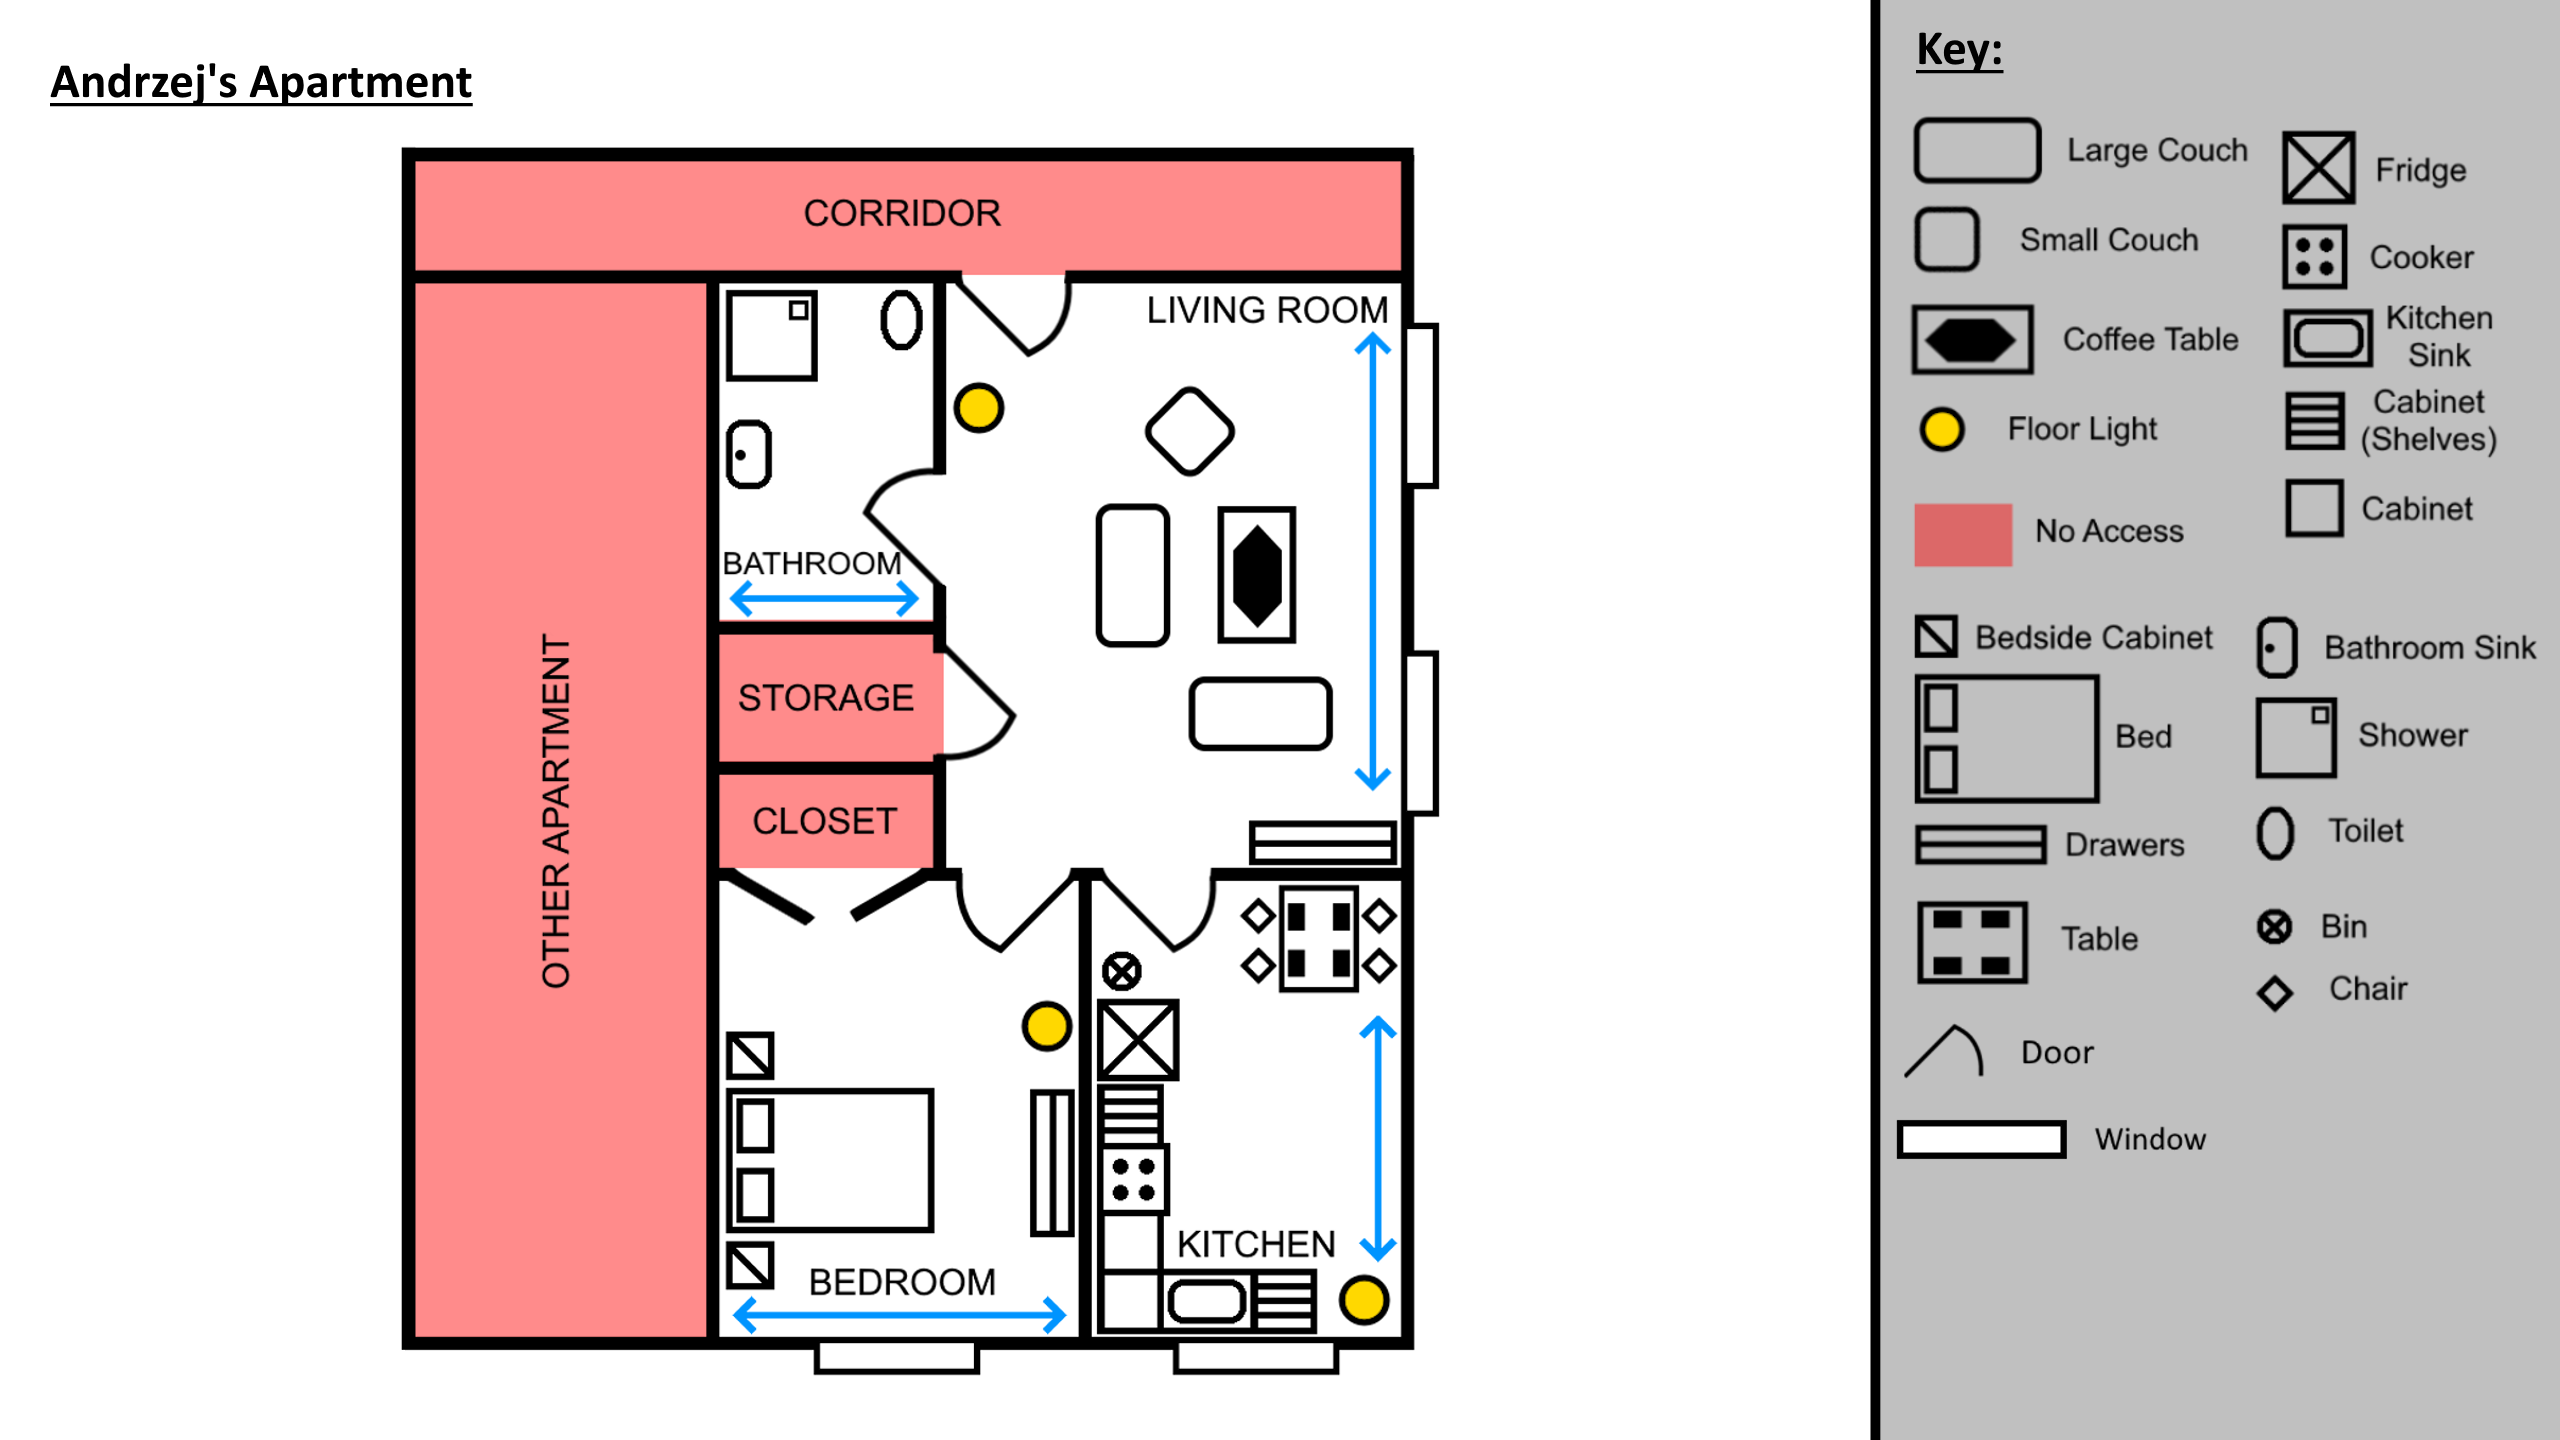 Andrzej's Apartment
CORRIDOR
LIVING ROOM
BATHROOM
STORAGE
CLOSET
OTHER APARTMENT
KITCHEN
BEDROOM
Key:
Large Couch
Small Couch
Coffee Table
Floor Light
No Access
Fridge
Cooker
Kitchen
Sink
Cabinet
(Shelves)
Cabinet
Bedside Cabinet
Bed
Drawers
Table
Door
Window
Bathroom Sink
Shower
Toilet
Bin
Chair